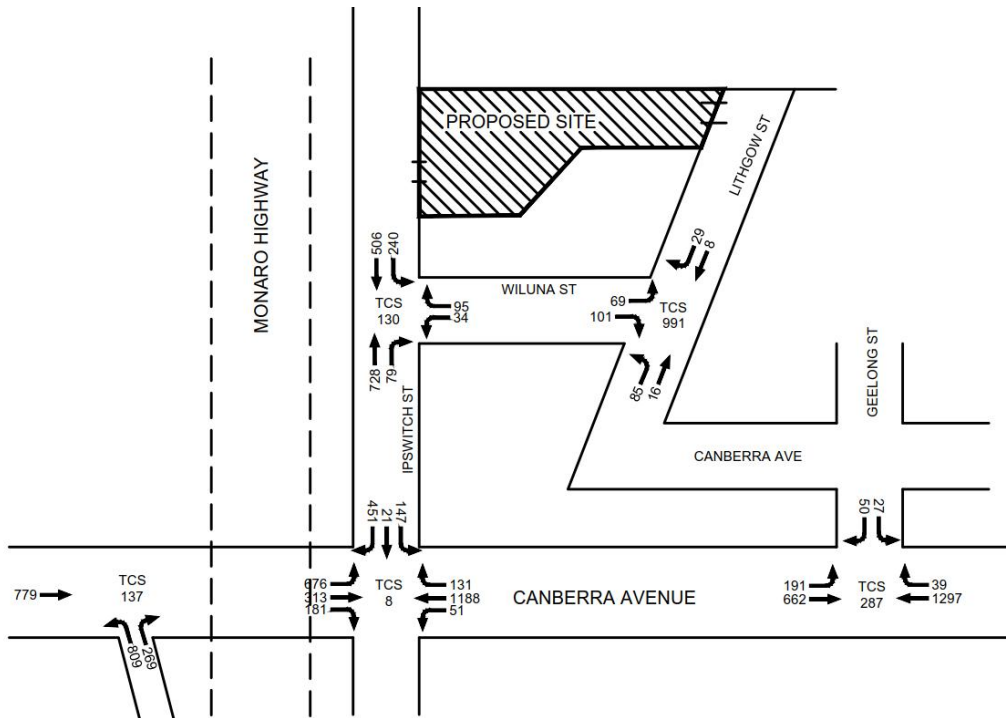 PROPOSED SITE
MONARO HIGHWAY
LITHGOW ST
506
240
29
8
WILUNA ST
TCS
130
95
34
69
101
TCS
991
728
79
IPSWITCH ST
85
16
GEELONG ST
CANBERRA AVE
451
21
147
50
27
779
TCS
137
676
313
181
TCS
8
131
1188
51
CANBERRA AVENUE
191
662
TCS
287
39
1297
809
269